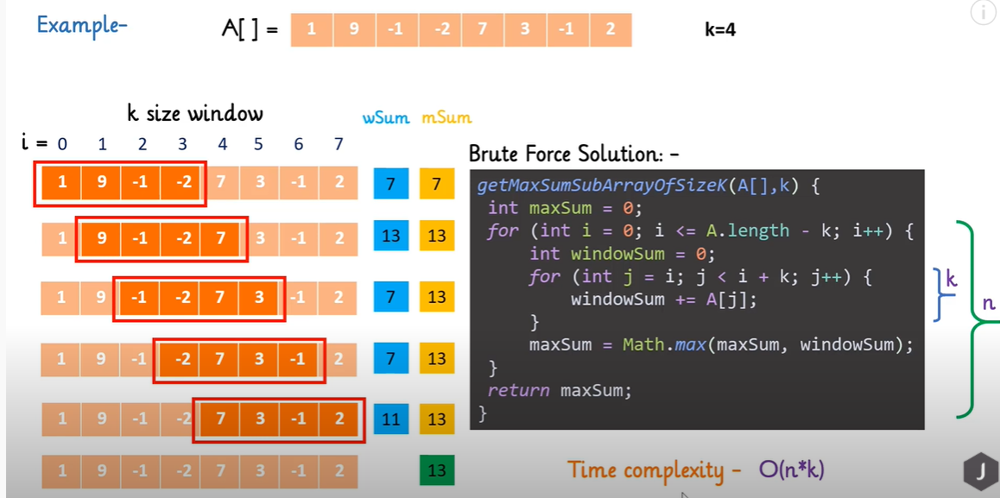 Example-
A[ ] = 1 9 -1 -2 7 3 -1 2
k=4
k size window
wSum mSum
i = 0 1 2 3 4 5 6 7
1 9 -1 -2 7 3 -1 2 7 7
1 9 -1 -2 7 3 -1 2 13 13
1 9 -1 -2 7 3 -1 2 7 13
1 9 -1 -2 7 3 -1 2 7 13
1 9 -1 -2 7 3 -1 2 11 13
1 9 -1 -2 7 3 -1 2 13
Brute Force Solution: -
getMaxSumSubArrayOfSizeK(A[],k) {
int maxSum = 0;
for (int i = 0; i <= A.length - k; i++) {
int windowSum = 0;
for (int j = i; j < i + k; j++) {
windowSum += A[j];
}
maxSum = Math.max(maxSum, windowSum);
}
return maxSum;
}
k
n
Time complexity - O(n*k)
i
J